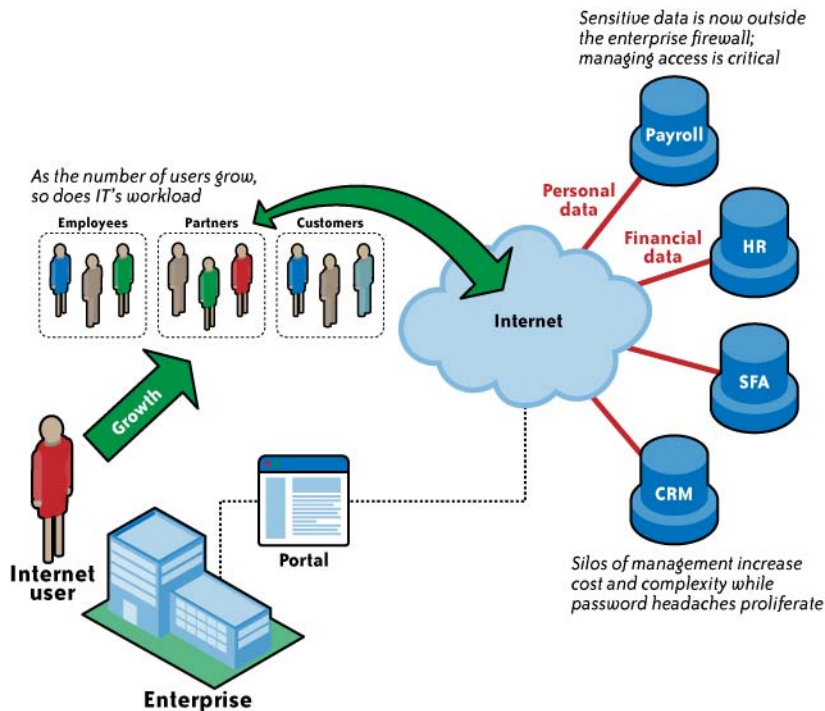 Sensitive data is now outside
the enterprise firewall;
managing access is critical
Payroll
As the number of users grow,
so does IT's workload
Employees
Partners
Customers
Personal
data
Financial
data
HR
Internet
SFA
Growth
CRM
Portal
Internet
user
Silos of management increase
cost and complexity while
password headaches proliferate
Enterprise